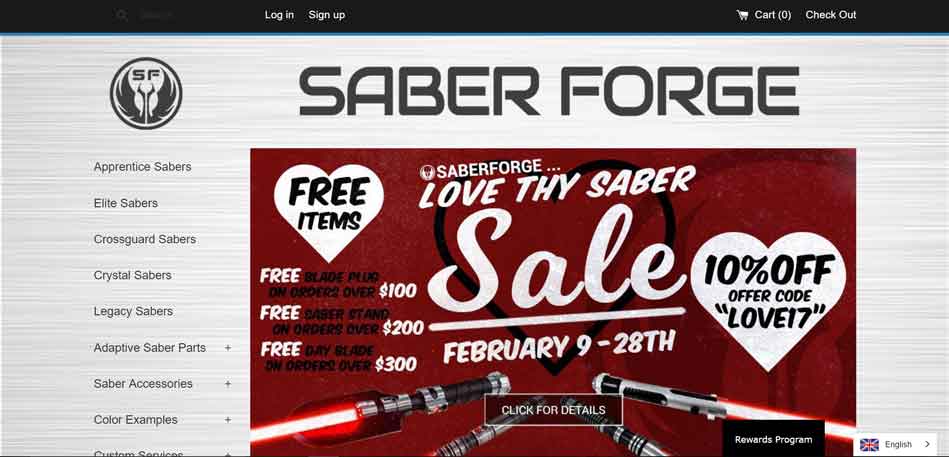 Search
Log in
Sign up
Cart (0)
Check Out
SF
SABER FORGE
Apprentice Sabers
Elite Sabers
Crossguard Sabers
Crystal Sabers
Legacy Sabers
Adaptive Saber Parts +
Saber Accessories +
Color Examples +
Custom Services +
FREE
ITEMS
SABERFORGE ...
LOVE THY SABER
Sale
FEBRUARY 9 - 28TH
FREE BLADE PLUG
ON ORDERS OVER $100
FREE SABER STAND
ON ORDERS OVER $200
FREE DAY BLADE
ON ORDERS OVER $300
10% OFF
OFFER CODE
"LOVE17"
CLICK FOR DETAILS
Rewards Program
English